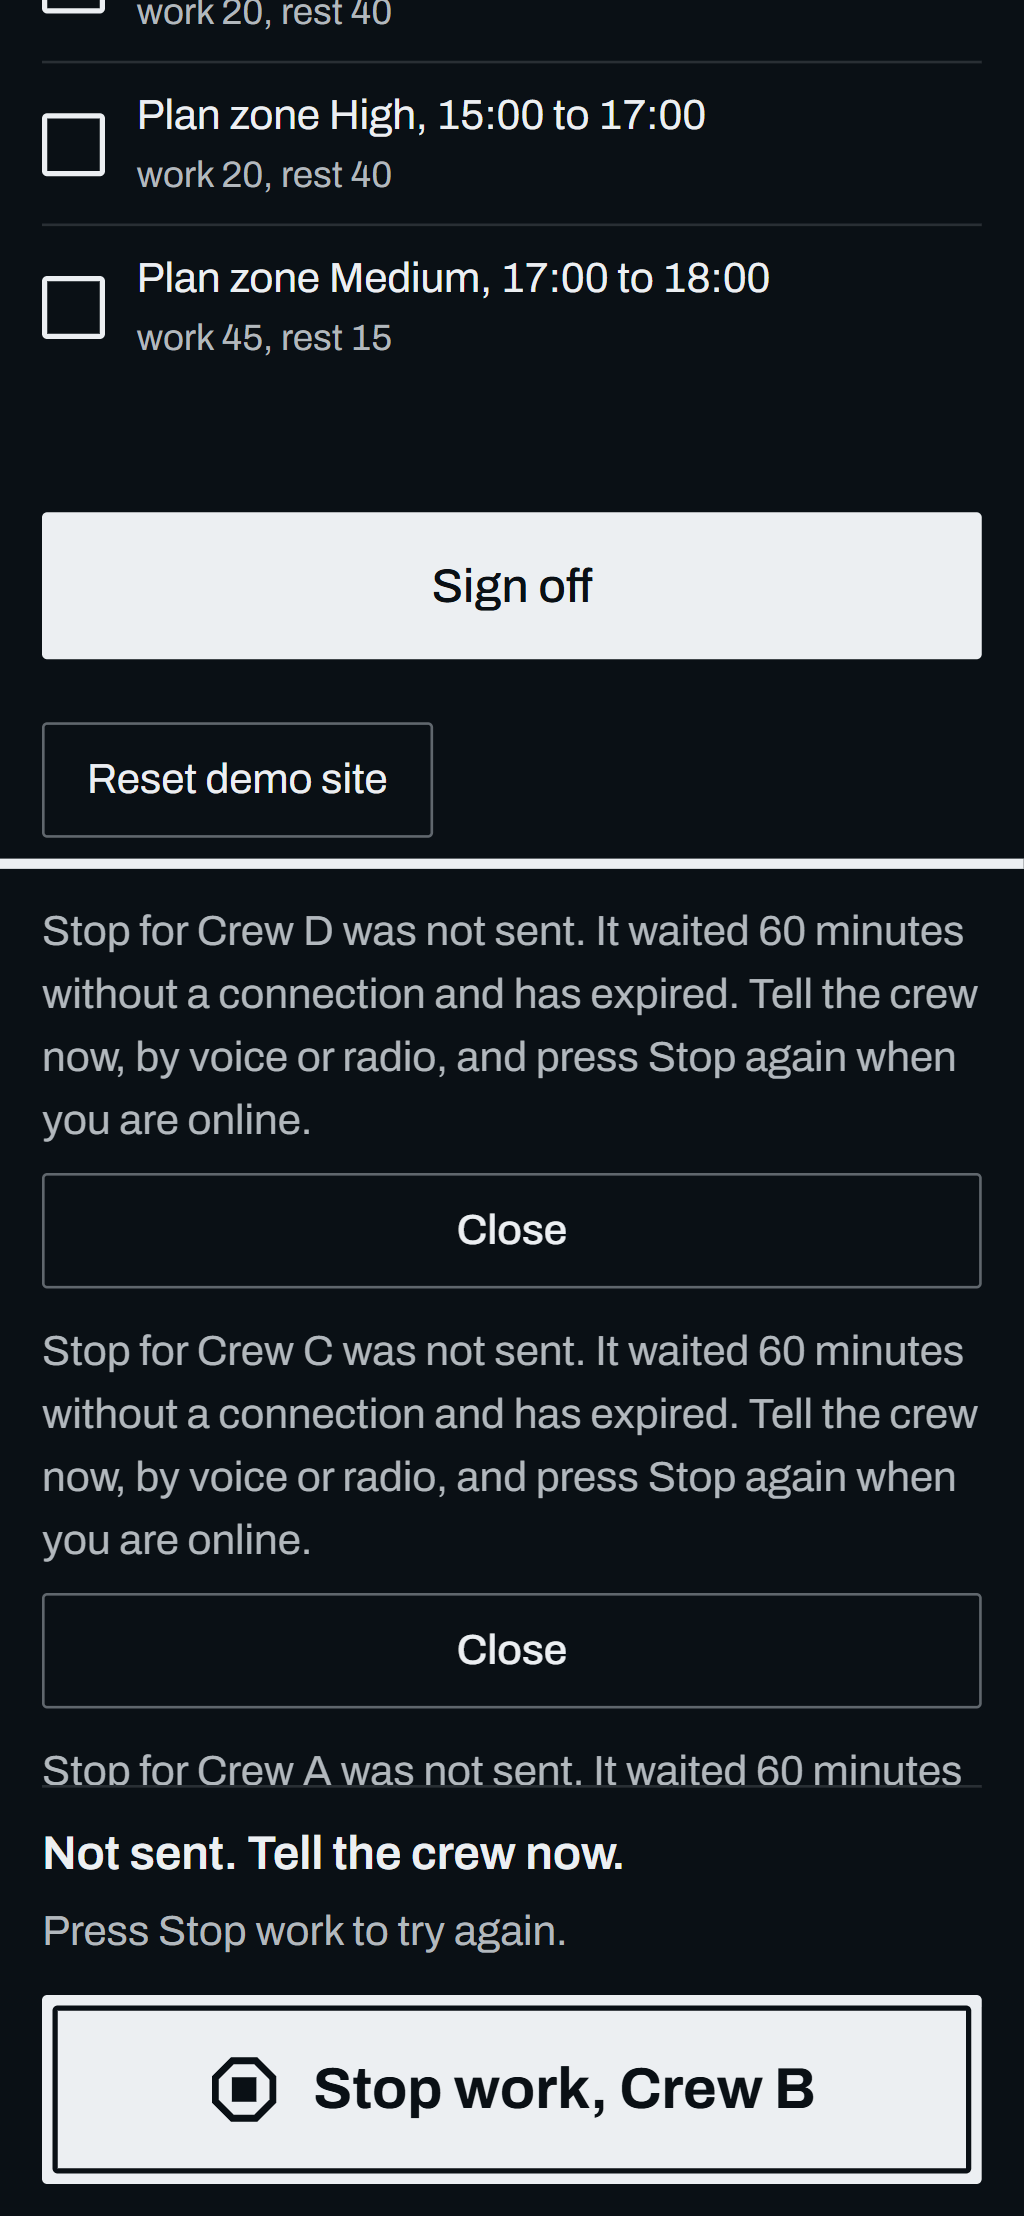 work 20, rest 40
Plan zone High, 15:00 to 17:00
work 20, rest 40
Plan zone Medium, 17:00 to 18:00
work 45, rest 15
Sign off
Reset demo site
Stop for Crew D was not sent. It waited 60 minutes
without a connection and has expired. Tell the crew
now, by voice or radio, and press Stop again when
you are online.
Close
Stop for Crew C was not sent. It waited 60 minutes
without a connection and has expired. Tell the crew
now, by voice or radio, and press Stop again when
you are online.
Close
Stop for Crew A was not sent. It waited 60 minutes
Not sent. Tell the crew now.
Press Stop work to try again.
Stop work, Crew B